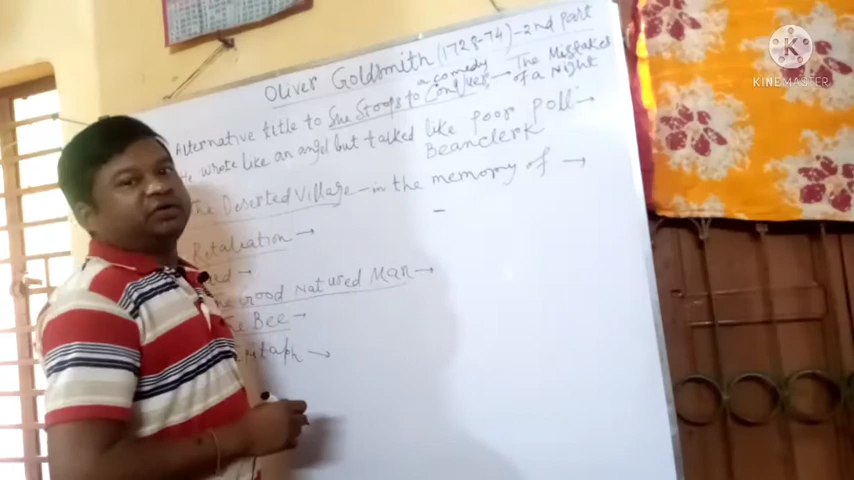 Oliver Goldsmith (1728-74) - 2nd Part
Alternative title to She Stoops to Conquer, a comedy → The Mistakes of a Night
He wrote like an angel but talked like poor poll →
Beanclerk
The Deserted Village - in the memory of →
-
Retaliation →
The Good Natured Man →
The Bee →
Epitaph →
K
KINEMASTER